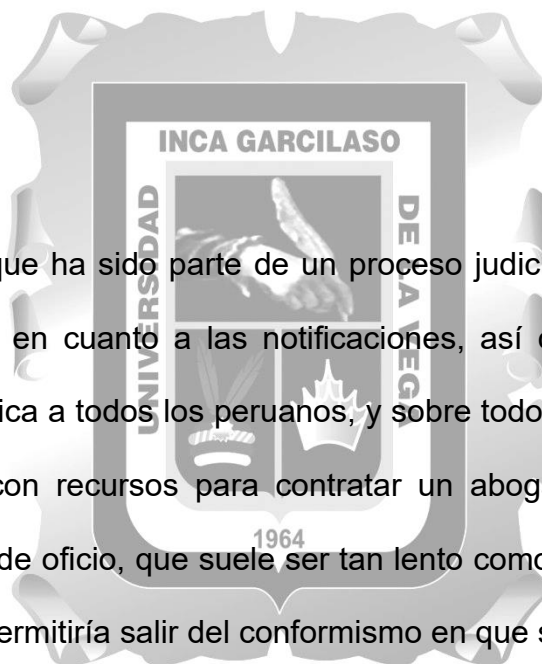 INCA GARCILASO
UNIVERSIDAD
DE LA VEGA
que ha sido parte de un proceso judic
en cuanto a las notificaciones, así
ica a todos los peruanos, y sobre todo
con recursos para contratar un abog
de oficio, que suele ser tan lento como
1964
ermitiría salir del conformismo en que s